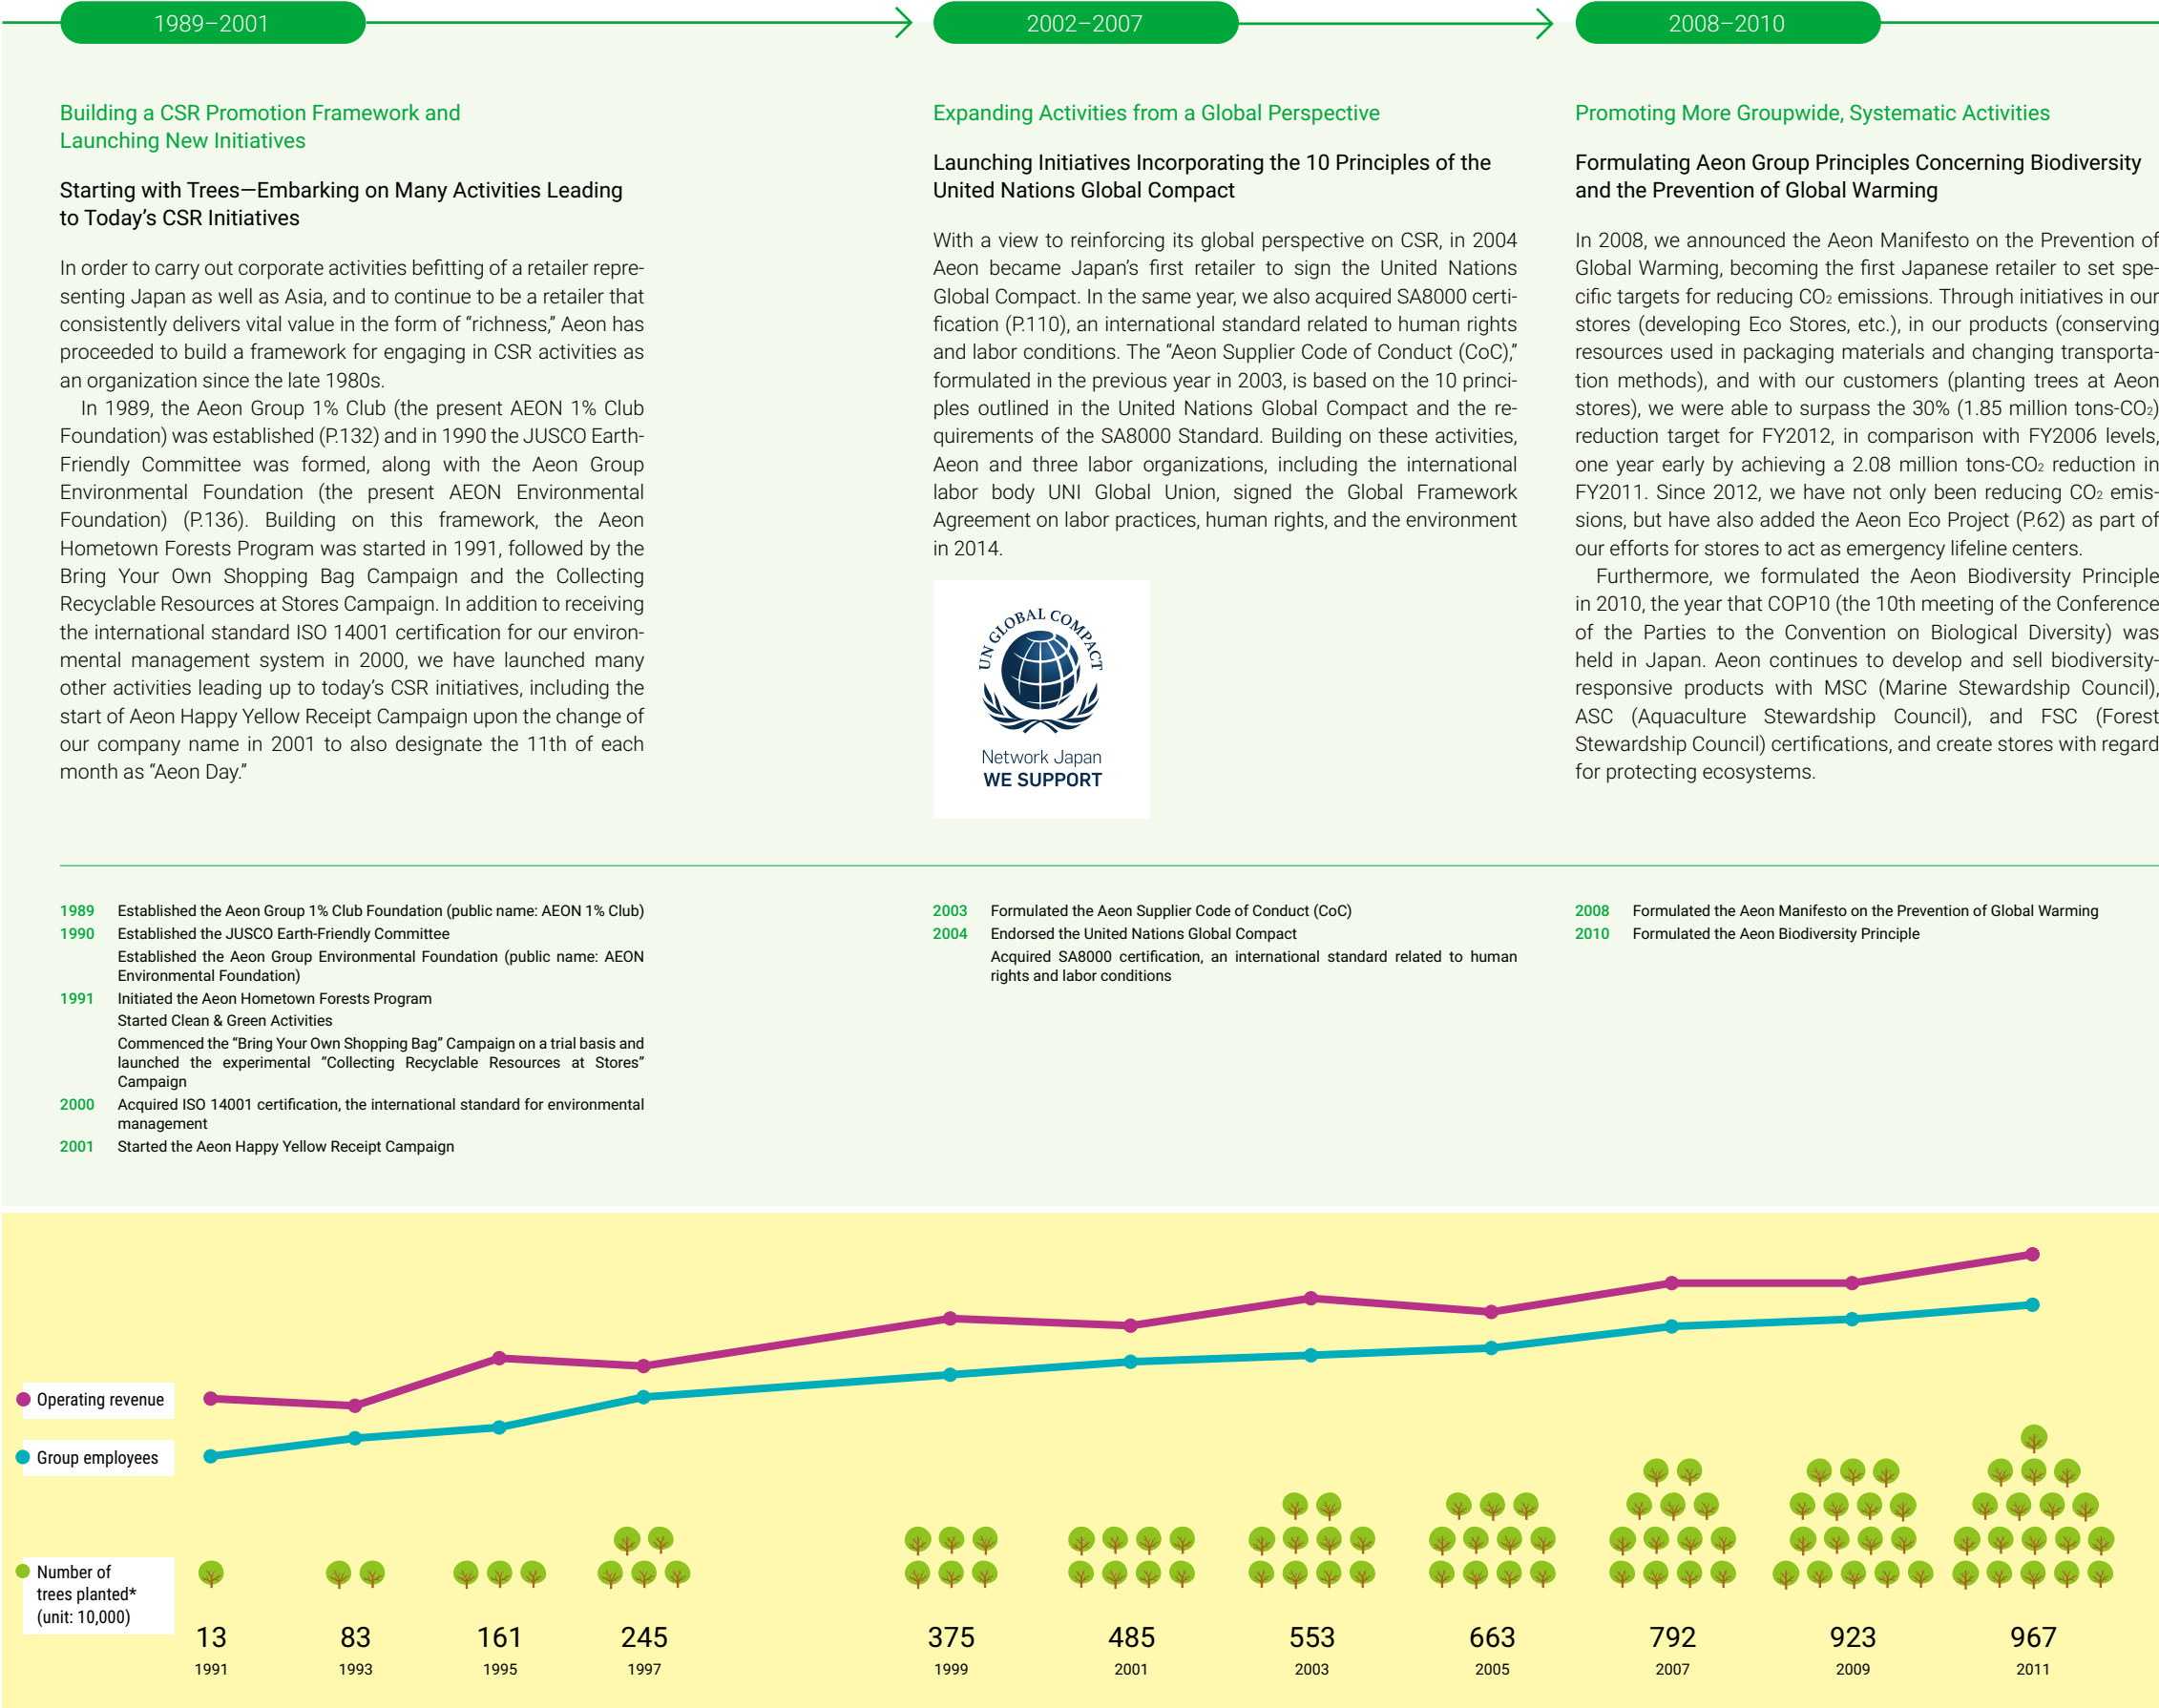 1989–2001
Building a CSR Promotion Framework and
Launching New Initiatives
Starting with Trees—Embarking on Many Activities Leading
to Today’s CSR Initiatives
In order to carry out corporate activities befitting of a retailer repre-
senting Japan as well as Asia, and to continue to be a retailer that
consistently delivers vital value in the form of “richness,” Aeon has
proceeded to build a framework for engaging in CSR activities as
an organization since the late 1980s.
In 1989, the Aeon Group 1% Club (the present AEON 1% Club
Foundation) was established (P.132) and in 1990 the JUSCO Earth-
Friendly Committee was formed, along with the Aeon Group
Environmental Foundation (the present AEON Environmental
Foundation) (P.136). Building on this framework, the Aeon
Hometown Forests Program was started in 1991, followed by the
Bring Your Own Shopping Bag Campaign and the Collecting
Recyclable Resources at Stores Campaign. In addition to receiving
the international standard ISO 14001 certification for our environ-
mental management system in 2000, we have launched many
other activities leading up to today’s CSR initiatives, including the
start of Aeon Happy Yellow Receipt Campaign upon the change of
our company name in 2001 to also designate the 11th of each
month as “Aeon Day.”
2002–2007
Expanding Activities from a Global Perspective
Launching Initiatives Incorporating the 10 Principles of the
United Nations Global Compact
With a view to reinforcing its global perspective on CSR, in 2004
Aeon became Japan’s first retailer to sign the United Nations
Global Compact. In the same year, we also acquired SA8000 certi-
fication (P.110), an international standard related to human rights
and labor conditions. The “Aeon Supplier Code of Conduct (CoC),”
formulated in the previous year in 2003, is based on the 10 princi-
ples outlined in the United Nations Global Compact and the re-
quirements of the SA8000 Standard. Building on these activities,
Aeon and three labor organizations, including the international
labor body UNI Global Union, signed the Global Framework
Agreement on labor practices, human rights, and the environment
in 2014.
UN GLOBAL COMPACT
Network Japan
WE SUPPORT
2008–2010
Promoting More Groupwide, Systematic Activities
Formulating Aeon Group Principles Concerning Biodiversity
and the Prevention of Global Warming
In 2008, we announced the Aeon Manifesto on the Prevention of
Global Warming, becoming the first Japanese retailer to set spe-
cific targets for reducing CO₂ emissions. Through initiatives in our
stores (developing Eco Stores, etc.), in our products (conserving
resources used in packaging materials and changing transporta-
tion methods), and with our customers (planting trees at Aeon
stores), we were able to surpass the 30% (1.85 million tons-CO₂)
reduction target for FY2012, in comparison with FY2006 levels,
one year early by achieving a 2.08 million tons-CO₂ reduction in
FY2011. Since 2012, we have not only been reducing CO₂ emis-
sions, but have also added the Aeon Eco Project (P.62) as part of
our efforts for stores to act as emergency lifeline centers.
Furthermore, we formulated the Aeon Biodiversity Principle
in 2010, the year that COP10 (the 10th meeting of the Conference
of the Parties to the Convention on Biological Diversity) was
held in Japan. Aeon continues to develop and sell biodiversity-
responsive products with MSC (Marine Stewardship Council),
ASC (Aquaculture Stewardship Council), and FSC (Forest
Stewardship Council) certifications, and create stores with regard
for protecting ecosystems.
1989 Established the Aeon Group 1% Club Foundation (public name: AEON 1% Club)
1990 Established the JUSCO Earth-Friendly Committee
Established the Aeon Group Environmental Foundation (public name: AEON
Environmental Foundation)
1991 Initiated the Aeon Hometown Forests Program
Started Clean & Green Activities
Commenced the “Bring Your Own Shopping Bag” Campaign on a trial basis and
launched the experimental “Collecting Recyclable Resources at Stores”
Campaign
2000 Acquired ISO 14001 certification, the international standard for environmental
management
2001 Started the Aeon Happy Yellow Receipt Campaign
2003 Formulated the Aeon Supplier Code of Conduct (CoC)
2004 Endorsed the United Nations Global Compact
Acquired SA8000 certification, an international standard related to human
rights and labor conditions
2008 Formulated the Aeon Manifesto on the Prevention of Global Warming
2010 Formulated the Aeon Biodiversity Principle
Operating revenue
Group employees
Number of
trees planted*
(unit: 10,000)
13 83 161 245 375 485 553 663 792 923 967
1991 1993 1995 1997 1999 2001 2003 2005 2007 2009 2011